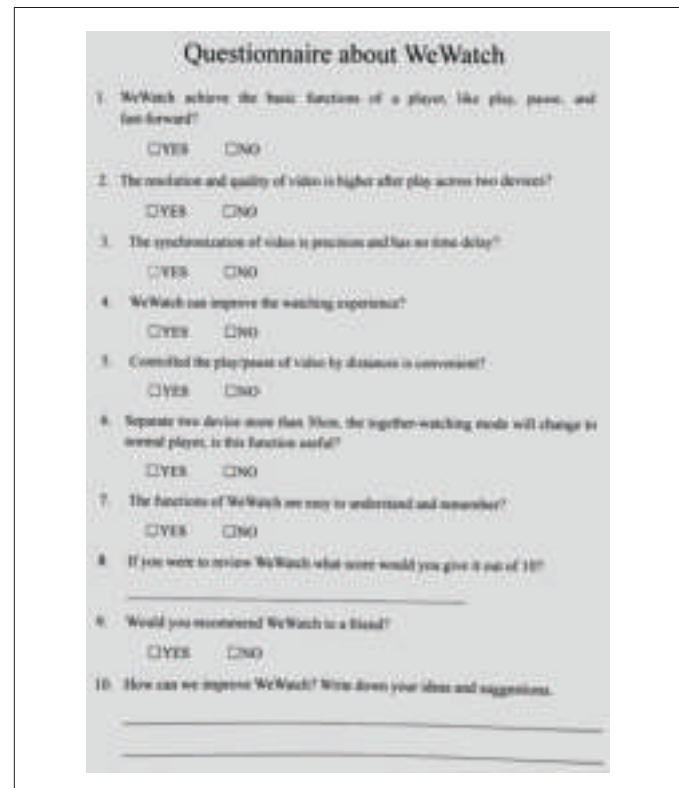 Questionnaire about WeWatch
1. WeWatch achieve the basic functions of a player, like play, pause, and
fast-forward?
☐YES ☐NO
2. The resolution and quality of video is higher after play across two devices?
☐YES ☐NO
3. The synchronization of video is precision and has no time delay?
☐YES ☐NO
4. WeWatch can improve the watching experience?
☐YES ☐NO
5. Controlled the play/pause of video by distances is convenient?
☐YES ☐NO
6. Separate two device more than 30cm, the together-watching mode will change to
normal player, is this function useful?
☐YES ☐NO
7. The functions of WeWatch are easy to understand and remember?
☐YES ☐NO
8. If you were to review WeWatch what score would you give it out of 10?
9. Would you recommend WeWatch to a friend?
☐YES ☐NO
10. How can we improve WeWatch? Write down your ideas and suggestions.